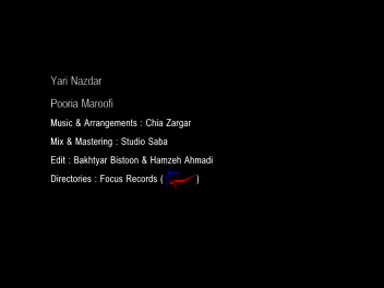 Yari Nazdar
Pooria Maroofi
Music & Arrangements : Chia Zargar
Mix & Mastering : Studio Saba
Edit : Bakhtyar Bistoon & Hamzeh Ahmadi
Directories : Focus Records ( )